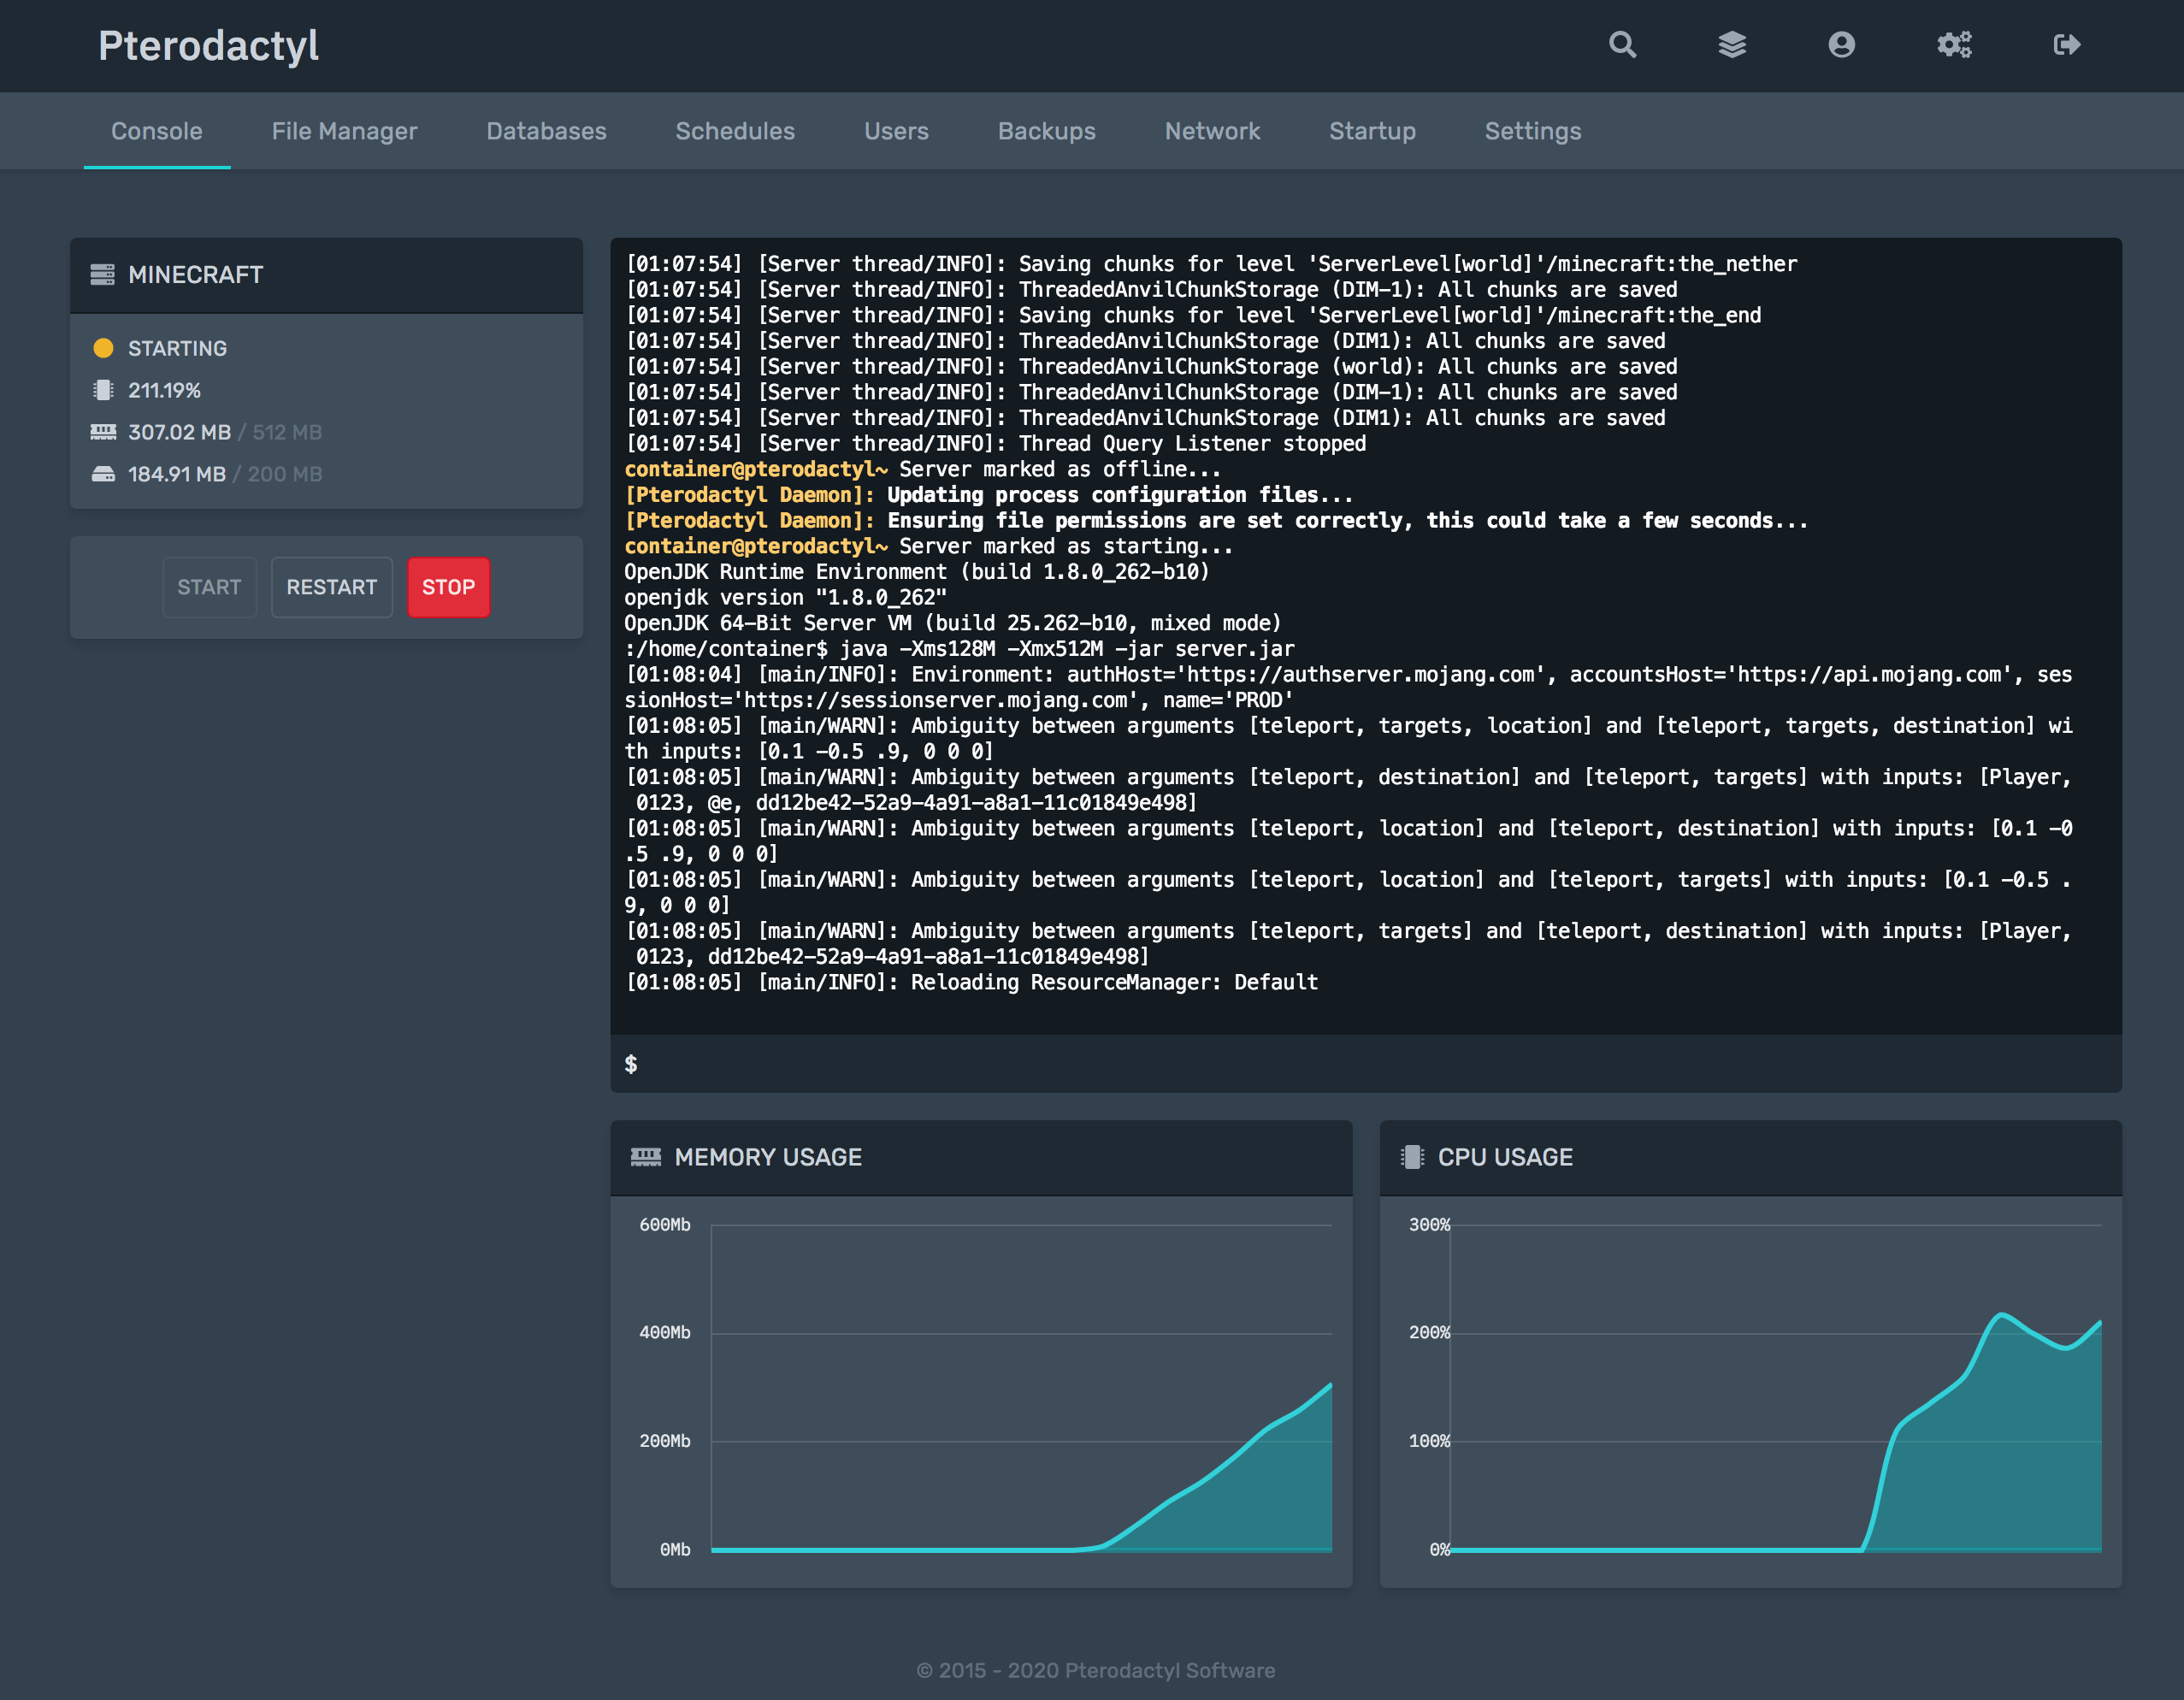 Pterodactyl
Console File Manager Databases Schedules Users Backups Network Startup Settings
MINECRAFT
STARTING
211.19%
307.02 MB / 512 MB
184.91 MB / 200 MB
START RESTART STOP
[01:07:54] [Server thread/INFO]: Saving chunks for level 'ServerLevel[world]'/minecraft:the_nether
[01:07:54] [Server thread/INFO]: ThreadedAnvilChunkStorage (DIM-1): All chunks are saved
[01:07:54] [Server thread/INFO]: Saving chunks for level 'ServerLevel[world]'/minecraft:the_end
[01:07:54] [Server thread/INFO]: ThreadedAnvilChunkStorage (DIM1): All chunks are saved
[01:07:54] [Server thread/INFO]: ThreadedAnvilChunkStorage (world): All chunks are saved
[01:07:54] [Server thread/INFO]: ThreadedAnvilChunkStorage (DIM-1): All chunks are saved
[01:07:54] [Server thread/INFO]: ThreadedAnvilChunkStorage (DIM1): All chunks are saved
[01:07:54] [Server thread/INFO]: Thread Query Listener stopped
container@pterodactyl~ Server marked as offline...
[Pterodactyl Daemon]: Updating process configuration files...
[Pterodactyl Daemon]: Ensuring file permissions are set correctly, this could take a few seconds...
container@pterodactyl~ Server marked as starting...
OpenJDK Runtime Environment (build 1.8.0_262-b10)
openjdk version "1.8.0_262"
OpenJDK 64-Bit Server VM (build 25.262-b10, mixed mode)
:/home/container$ java -Xms128M -Xmx512M -jar server.jar
[01:08:04] [main/INFO]: Environment: authHost='https://authserver.mojang.com', accountsHost='https://api.mojang.com', ses
sionHost='https://sessionserver.mojang.com', name='PROD'
[01:08:05] [main/WARN]: Ambiguity between arguments [teleport, targets, location] and [teleport, targets, destination] wi
th inputs: [0.1 -0.5 .9, 0 0 0]
[01:08:05] [main/WARN]: Ambiguity between arguments [teleport, destination] and [teleport, targets] with inputs: [Player,
0123, @e, dd12be42-52a9-4a91-a8a1-11c01849e498]
[01:08:05] [main/WARN]: Ambiguity between arguments [teleport, location] and [teleport, destination] with inputs: [0.1 -0
.5 .9, 0 0 0]
[01:08:05] [main/WARN]: Ambiguity between arguments [teleport, location] and [teleport, targets] with inputs: [0.1 -0.5 .
9, 0 0 0]
[01:08:05] [main/WARN]: Ambiguity between arguments [teleport, targets] and [teleport, destination] with inputs: [Player,
0123, dd12be42-52a9-4a91-a8a1-11c01849e498]
[01:08:05] [main/INFO]: Reloading ResourceManager: Default
$
MEMORY USAGE
600Mb
400Mb
200Mb
0Mb
CPU USAGE
300%
200%
100%
0%
© 2015 - 2020 Pterodactyl Software